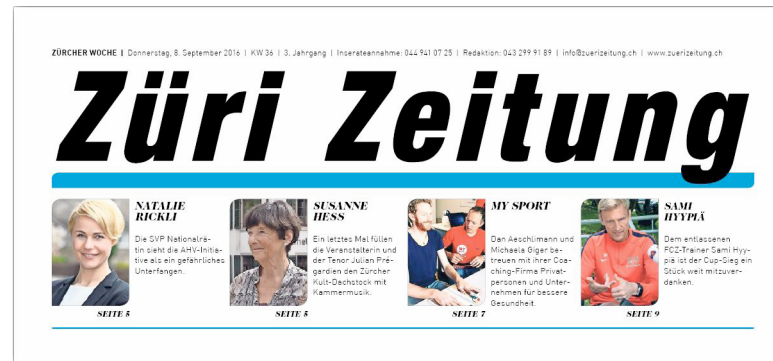 ZÜRCHER WOCHE | Donnerstag, 8. September 2016 | KW 36 | 3. Jahrgang | Inserateannahme: 044 941 07 25 | Redaktion: 043 299 91 89 | info@zuerizeitung.ch | www.zuerizeitung.ch
Züri Zeitung
NATALIE
RICKLI
Die SVP Nationalrä-
tin sieht die AHV-Initia-
tive als ein gefährliches
Unterfangen.
SEITE 5
SUSANNE
HESS
Ein letztes Mal füllen
die Veranstalterin und
der Tenor Julian Pré-
gardien den Zürcher
Kult-Dachstock mit
Kammermusik.
SEITE 5
MY SPORT
Dan Aeschlimann und
Michaela Giger be-
treuen mit ihrer Coa-
ching-Firma Privat-
personen und Unter-
nehmen für bessere
Gesundheit.
SEITE 7
SAMI
HYYPIÄ
Dem entlassenen
FCZ-Trainer Sami Hyy-
piä ist der Cup-Sieg ein
Stück weit mitzuver-
danken.
SEITE 9